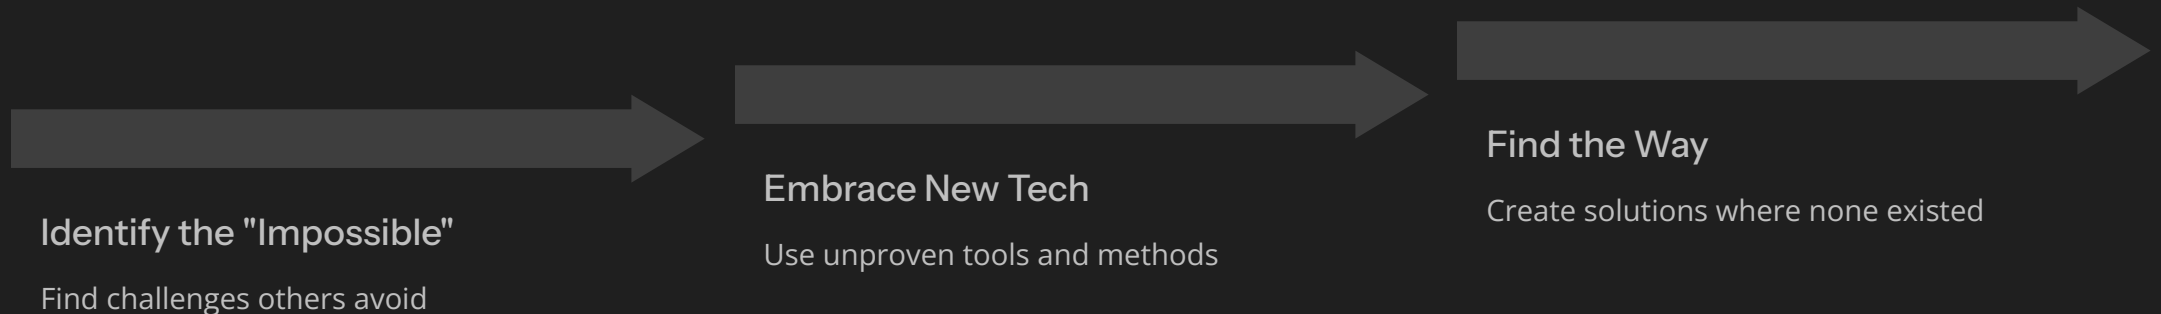 Identify the "Impossible"
Find challenges others avoid
Embrace New Tech
Use unproven tools and methods
Find the Way
Create solutions where none existed